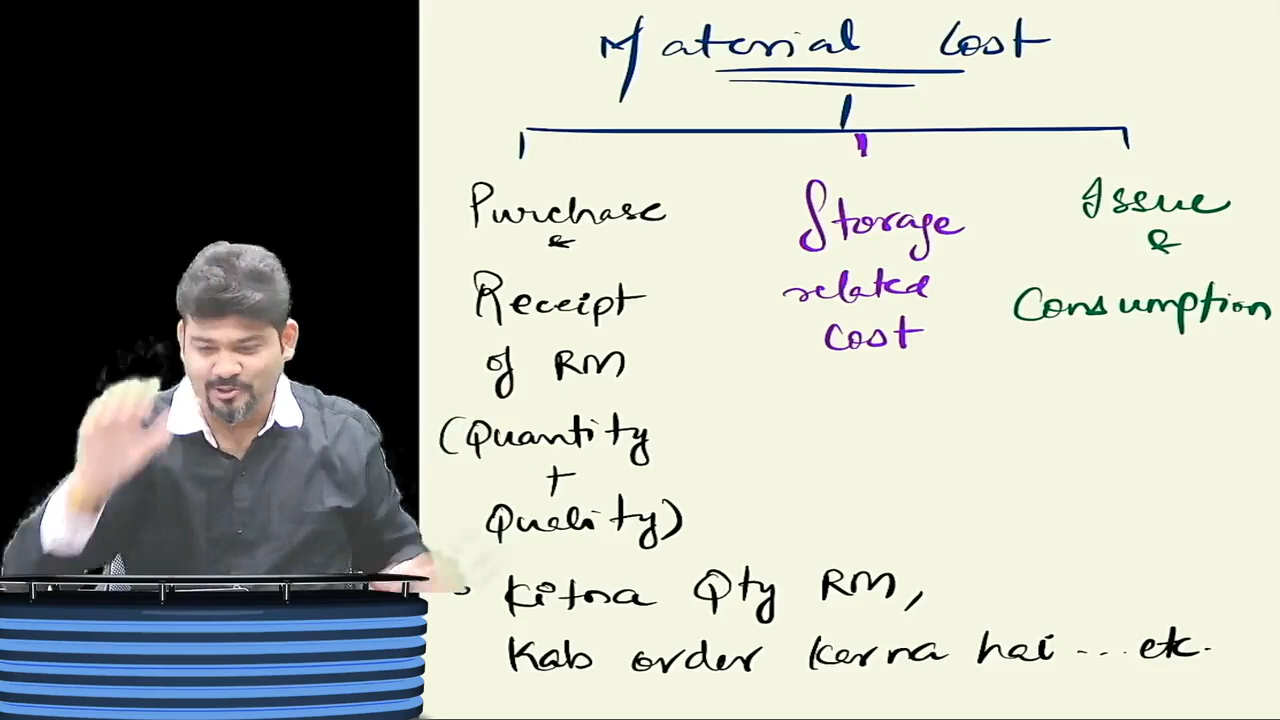 Material Cost
Purchase
&
Receipt
of RM
(Quantity
+
Quality)
Storage
related
cost
Issue
&
Consumption
Kitna Qty RM,
Kab order karna hai ... etc.